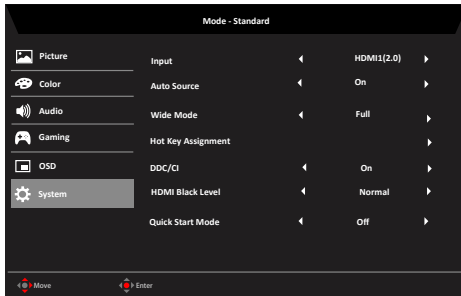 Mode - Standard
Picture
Color
Audio
Gaming
OSD
System
Input HDMI1(2.0)
Auto Source On
Wide Mode Full
Hot Key Assignment
DDC/CI On
HDMI Black Level Normal
Quick Start Mode Off
Move Enter